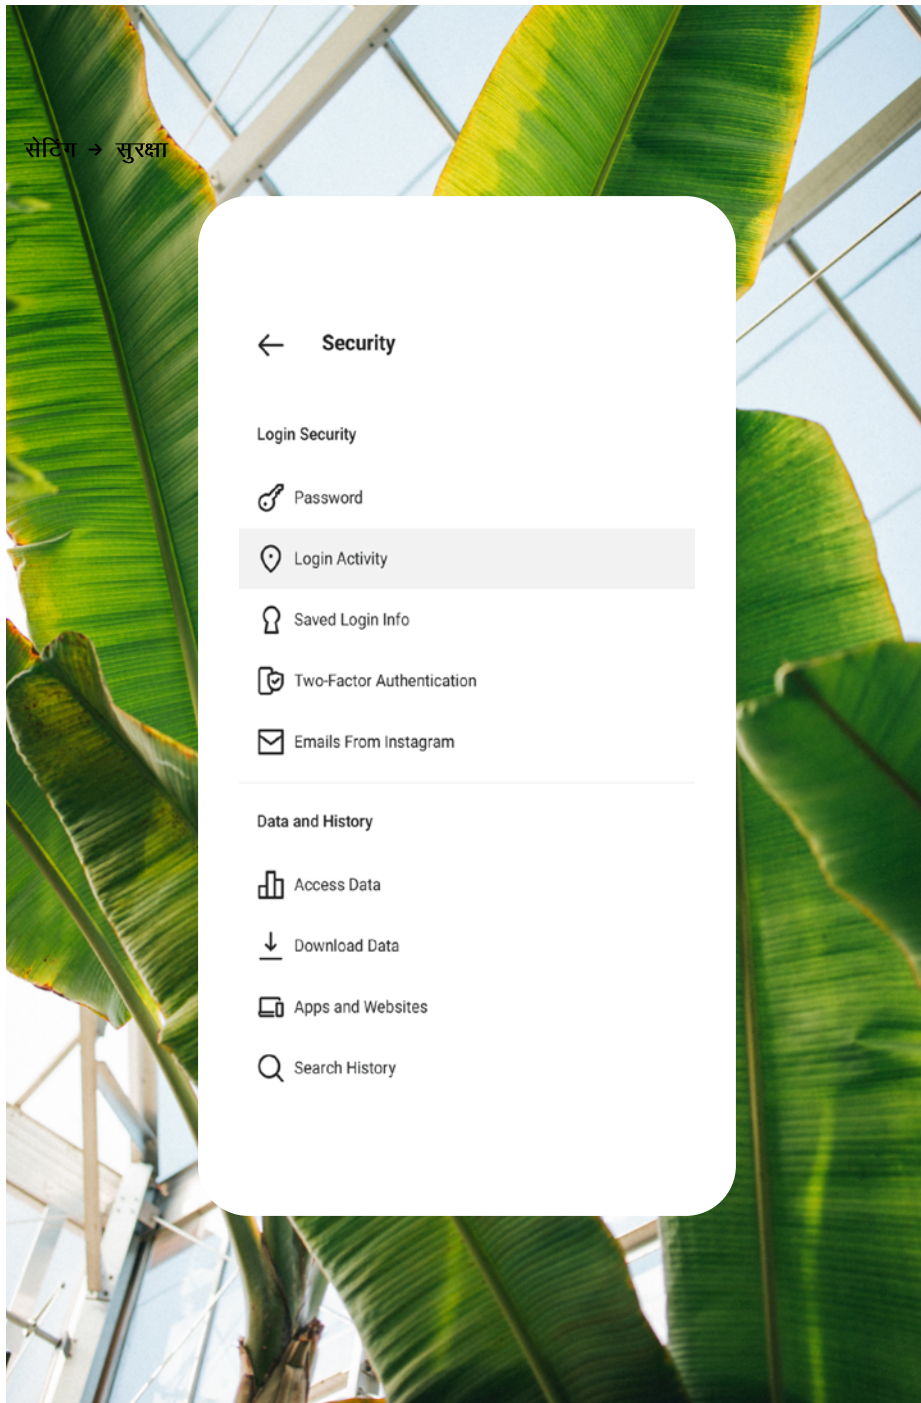 सेटिंग → सुरक्षा
Security
Login Security
Password
Login Activity
Saved Login Info
Two-Factor Authentication
Emails From Instagram
Data and History
Access Data
Download Data
Apps and Websites
Search History